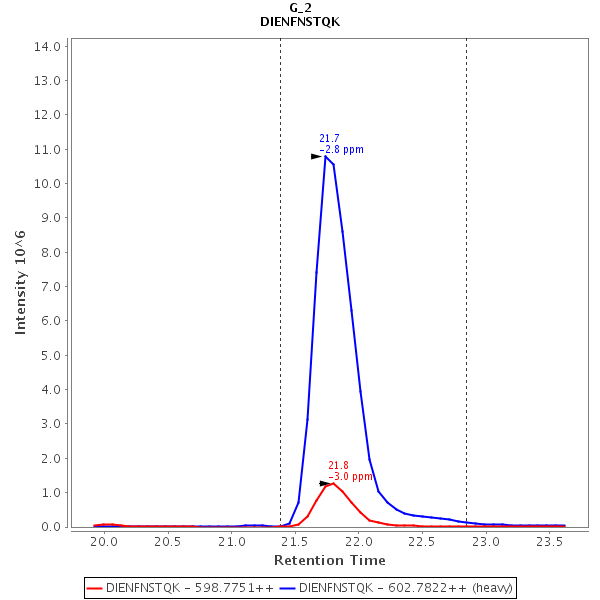 G_2
DIENFNSTQK
14.0
13.0
12.0
11.0
10.0
9.0
8.0
7.0
6.0
5.0
4.0
3.0
2.0
1.0
0.0
Intensity 10^6
21.7
-2.8 ppm
21.8
-3.0 ppm
20.0 20.5 21.0 21.5 22.0 22.5 23.0 23.5
Retention Time
DIENFNSTQK - 598.7751++ DIENFNSTQK - 602.7822++ (heavy)